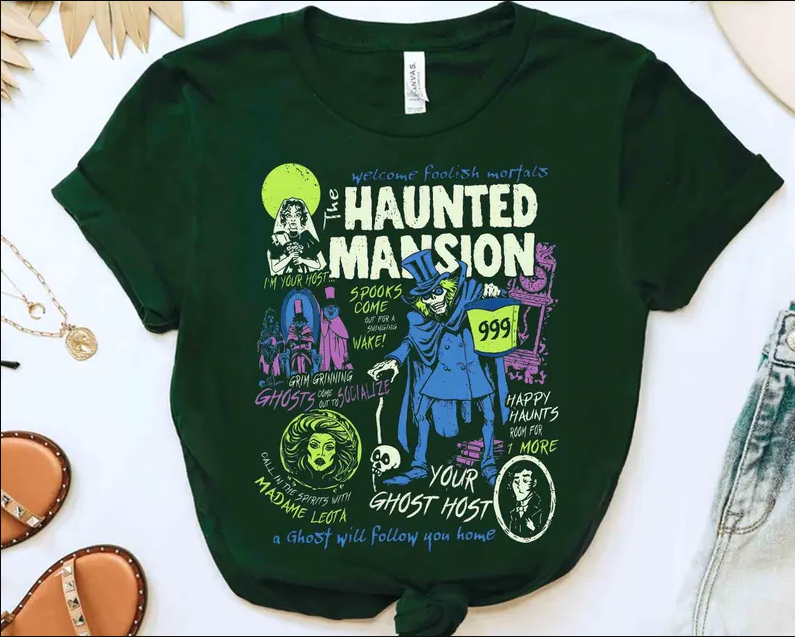 CANVAS.
welcome foolish mortals
The
HAUNTED
MANSION
I'M YOUR HOST...
SPOOKS
COME
OUT FOR A
SWINGING
WAKE!
999
GRIM GRINNING
GHOSTS COME OUT TO SOCIALIZE
HAPPY
HAUNTS
ROOM FOR
1 MORE
CALL IN THE SPIRITS WITH
MADAME LEOTA
YOUR
GHOST HOST
a Ghost will follow you home